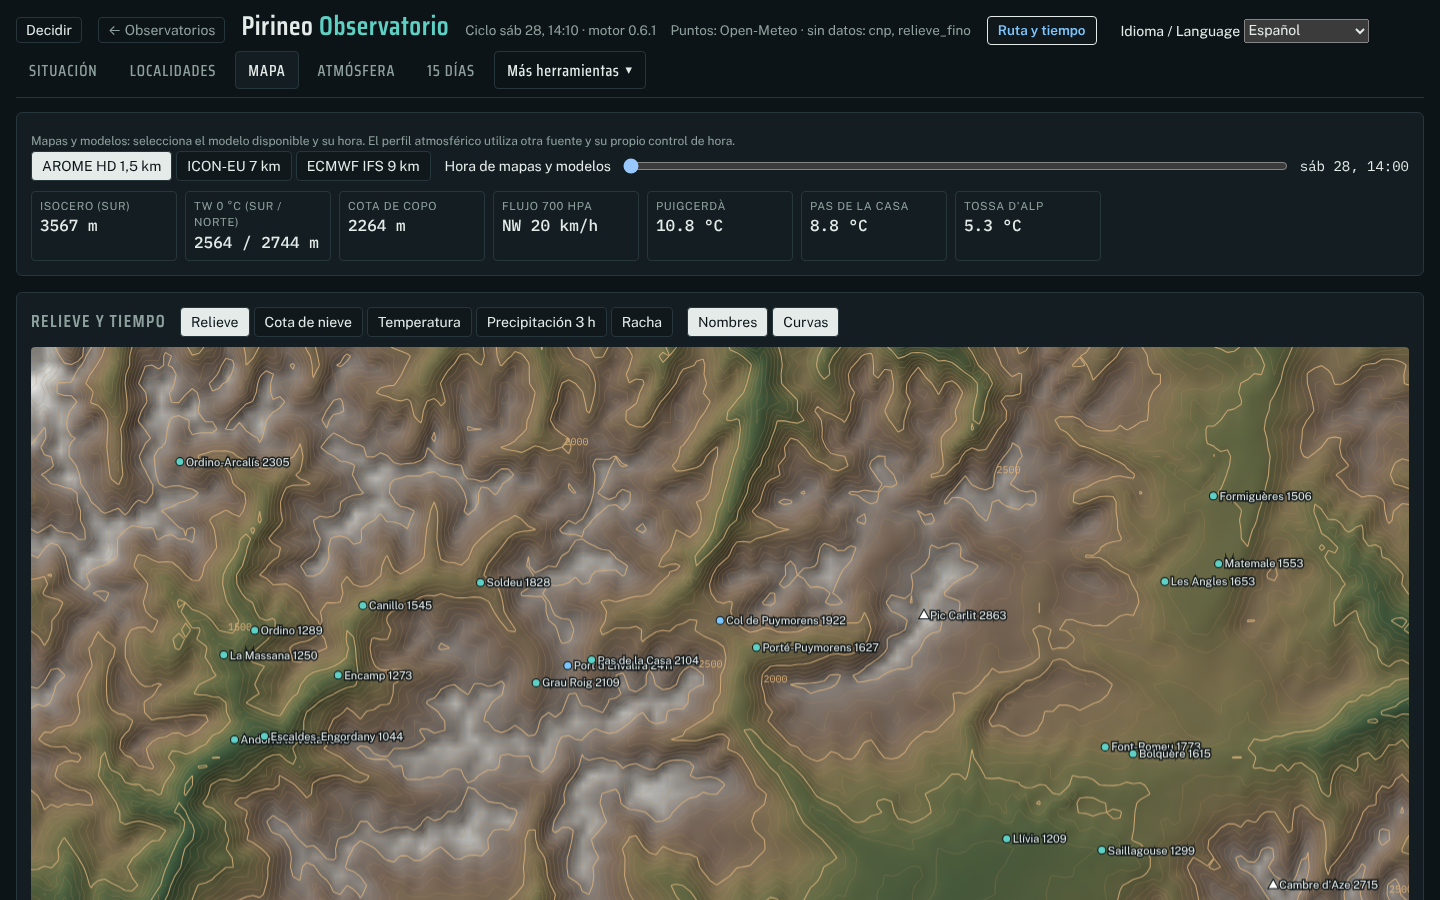 Decidir
← Observatorios
Pirineo Observatorio
Ciclo sáb 28, 14:10 · motor 0.6.1
Puntos: Open-Meteo · sin datos: cnp, relieve_fino
Ruta y tiempo
Idioma / Language
Español
SITUACIÓN
LOCALIDADES
MAPA
ATMÓSFERA
15 DÍAS
Más herramientas ▾
Mapas y modelos: selecciona el modelo disponible y su hora. El perfil atmosférico utiliza otra fuente y su propio control de hora.
AROME HD 1,5 km
ICON-EU 7 km
ECMWF IFS 9 km
Hora de mapas y modelos
sáb 28, 14:00
ISOCERO (SUR)
3567 m
TW 0 °C (SUR / NORTE)
2564 / 2744 m
COTA DE COPO
2264 m
FLUJO 700 HPA
NW 20 km/h
PUIGCERDÀ
10.8 °C
PAS DE LA CASA
8.8 °C
TOSSA D'ALP
5.3 °C
RELIEVE Y TIEMPO
Relieve
Cota de nieve
Temperatura
Precipitación 3 h
Racha
Nombres
Curvas
2000
Ordino-Arcalís 2305
2500
Formiguères 1506
Matemale 1553
Les Angles 1653
Soldeu 1828
Canillo 1545
Pic Carlit 2863
Col de Puymorens 1922
1500
Ordino 1289
Porté-Puymorens 1627
La Massana 1250
Pas de la Casa 2104
2500
Port d'Envalira
Encamp 1273
Grau Roig 2109
2000
Escaldes-Engordany 1044
Font-Romeu 1773
Bolquère 1615
Llívia 1209
Saillagouse 1299
Cambre d'Aze 2715
2500